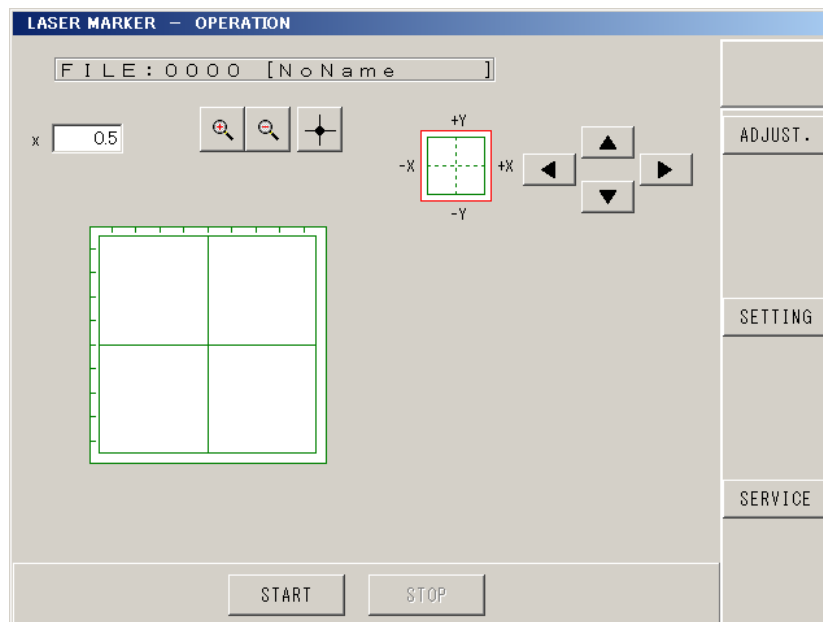 LASER MARKER － OPERATION
ＦＩＬＥ：００００ ［ＮｏＮａｍｅ　　　］
x 0.5
+Y
-X +X
-Y
ADJUST.
SETTING
SERVICE
START STOP